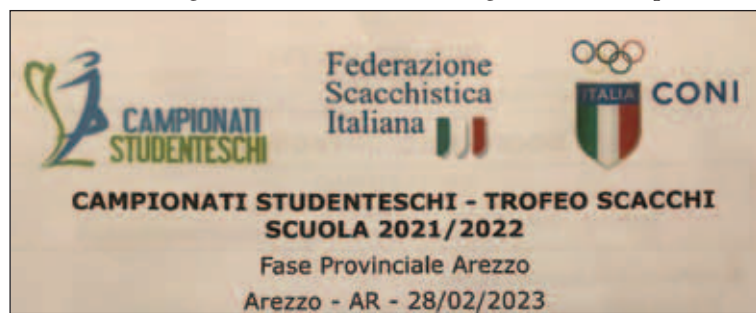 CAMPIONATI
STUDENTESCHI
Federazione
Scacchistica
Italiana
ITALIA
CONI
CAMPIONATI STUDENTESCHI - TROFEO SCACCHI
SCUOLA 2021/2022
Fase Provinciale Arezzo
Arezzo - AR - 28/02/2023